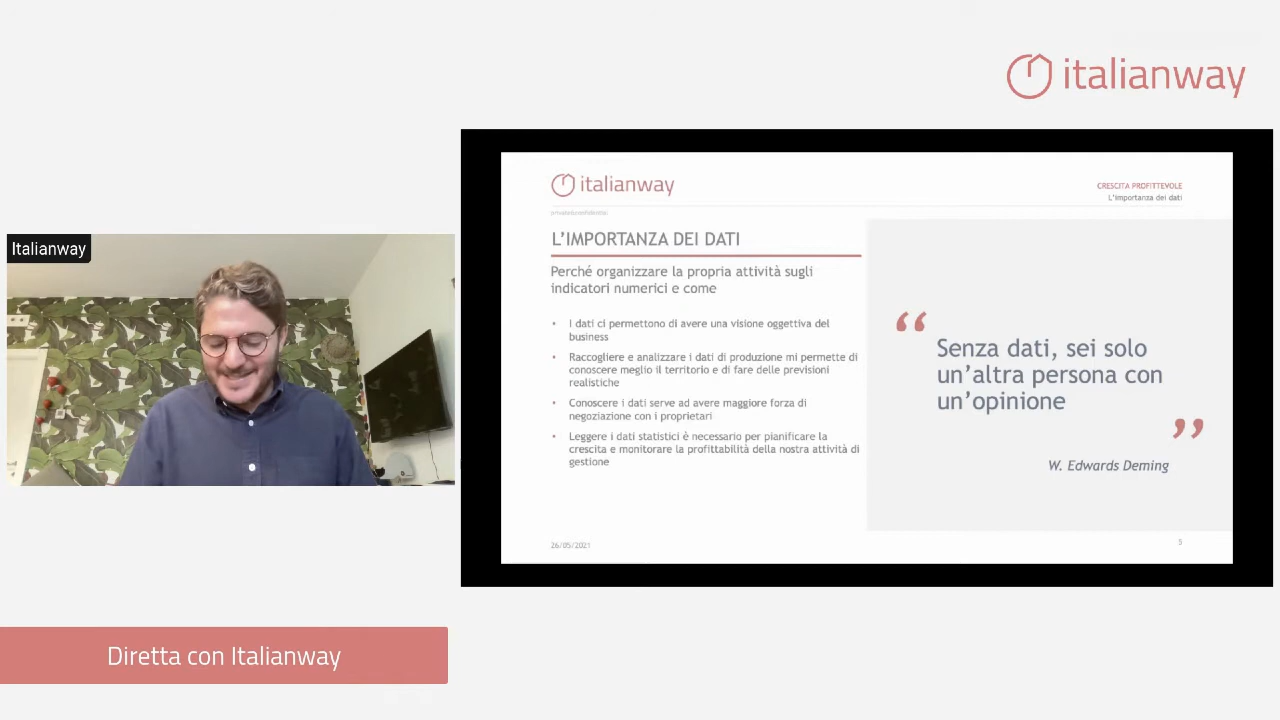 italianway
Italianway
italianway
CRESCITA PROFITTEVOLE
L'importanza dei dati
L'IMPORTANZA DEI DATI
Perché organizzare la propria attività sugli
indicatori numerici e come
• I dati ci permettono di avere una visione oggettiva del
business
• Raccogliere e analizzare i dati di produzione mi permette di
conoscere meglio il territorio e di fare delle previsioni
realistiche
• Conoscere i dati serve ad avere maggiore forza di
negoziazione con i proprietari
• Leggere i dati statistici è necessario per pianificare la
crescita e monitorare la profittabilità della nostra attività di
gestione
“
Senza dati, sei solo
un'altra persona con
un'opinione
”
W. Edwards Deming
26/05/2021
5
Diretta con Italianway